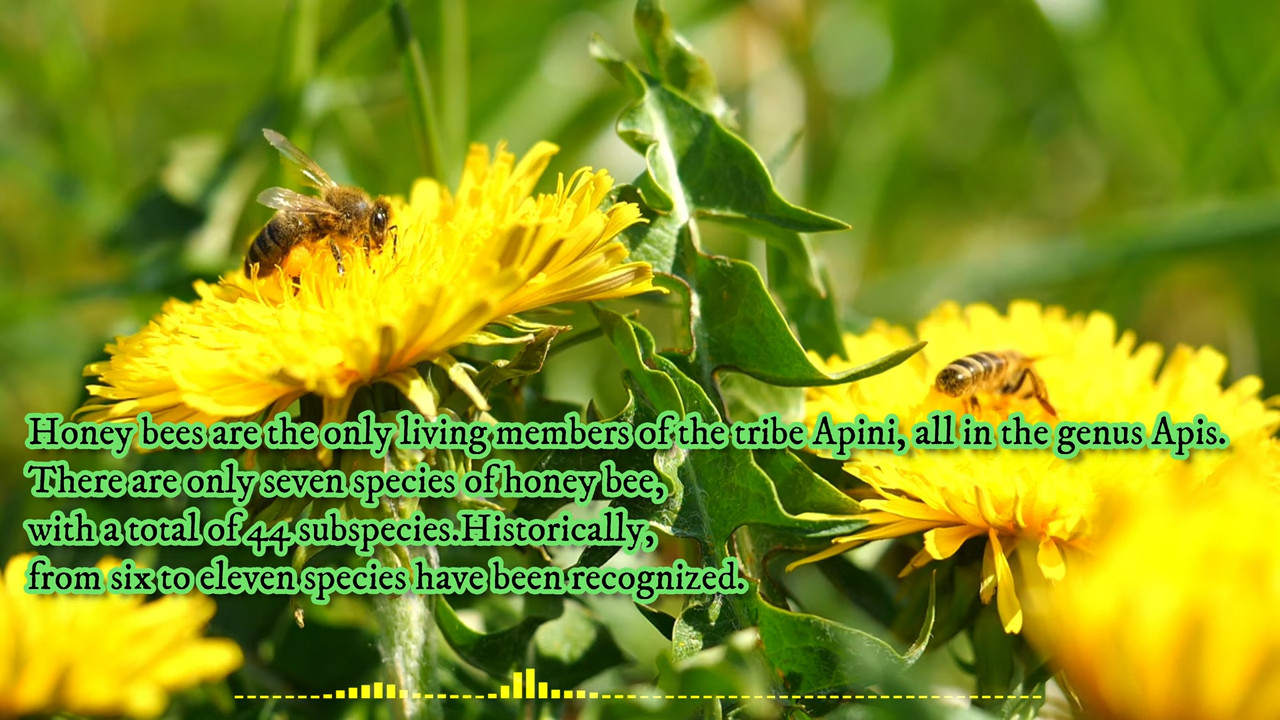 Honey bees are the only living members of the tribe Apini, all in the genus Apis.
There are only seven species of honey bee,
with a total of 44 subspecies.Historically,
from six to eleven species have been recognized.